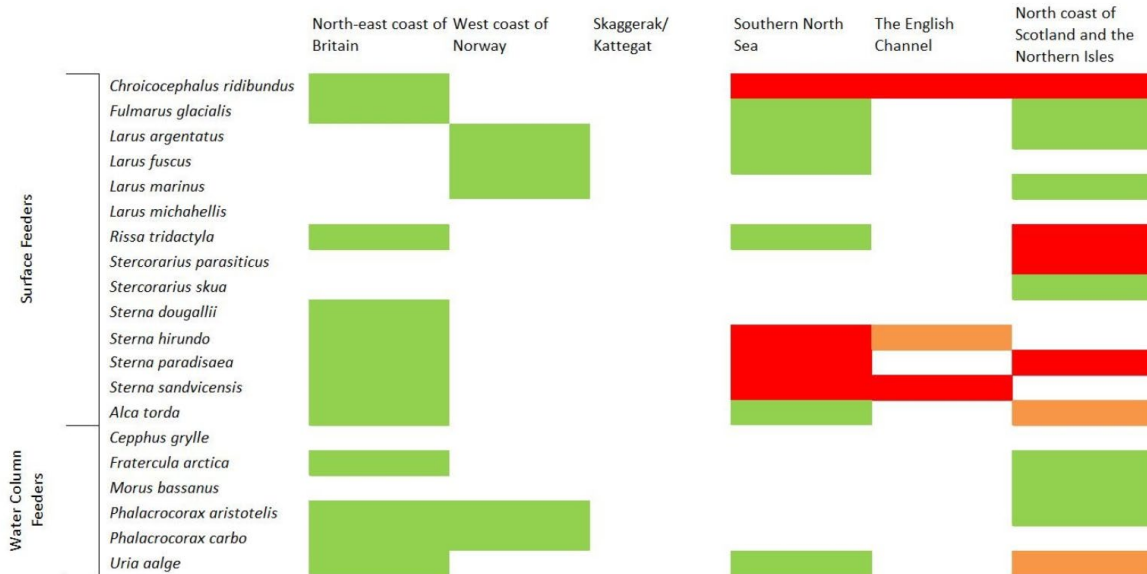 North-east coast of
Britain
West coast of
Norway
Skaggerak/
Kattegat
Southern North
Sea
The English
Channel
North coast of
Scotland and the
Northern Isles
Surface Feeders
Chroicocephalus ridibundus
Fulmarus glacialis
Larus argentatus
Larus fuscus
Larus marinus
Larus michahellis
Rissa tridactyla
Stercorarius parasiticus
Stercorarius skua
Sterna dougallii
Sterna hirundo
Sterna paradisaea
Sterna sandvicensis
Alca torda
Water Column
Feeders
Cepphus grylle
Fratercula arctica
Morus bassanus
Phalacrocorax aristotelis
Phalacrocorax carbo
Uria aalge